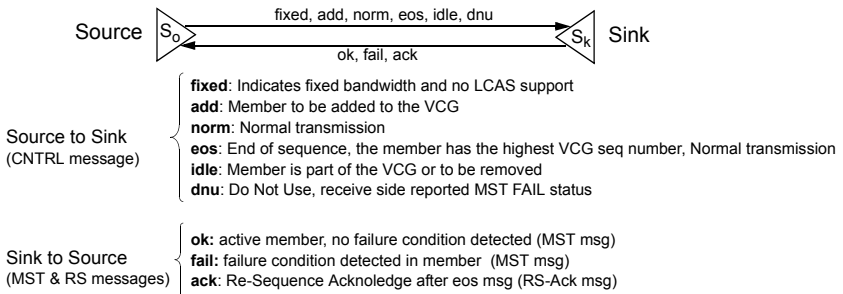 fixed, add, norm, eos, idle, dnu
Source So Sk Sink
ok, fail, ack
fixed: Indicates fixed bandwidth and no LCAS support
add: Member to be added to the VCG
norm: Normal transmission
eos: End of sequence, the member has the highest VCG seq number, Normal transmission
idle: Member is part of the VCG or to be removed
dnu: Do Not Use, receive side reported MST FAIL status
Source to Sink
(CNTRL message)
ok: active member, no failure condition detected (MST msg)
fail: failure condition detected in member (MST msg)
ack: Re-Sequence Acknoledge after eos msg (RS-Ack msg)
Sink to Source
(MST & RS messages)